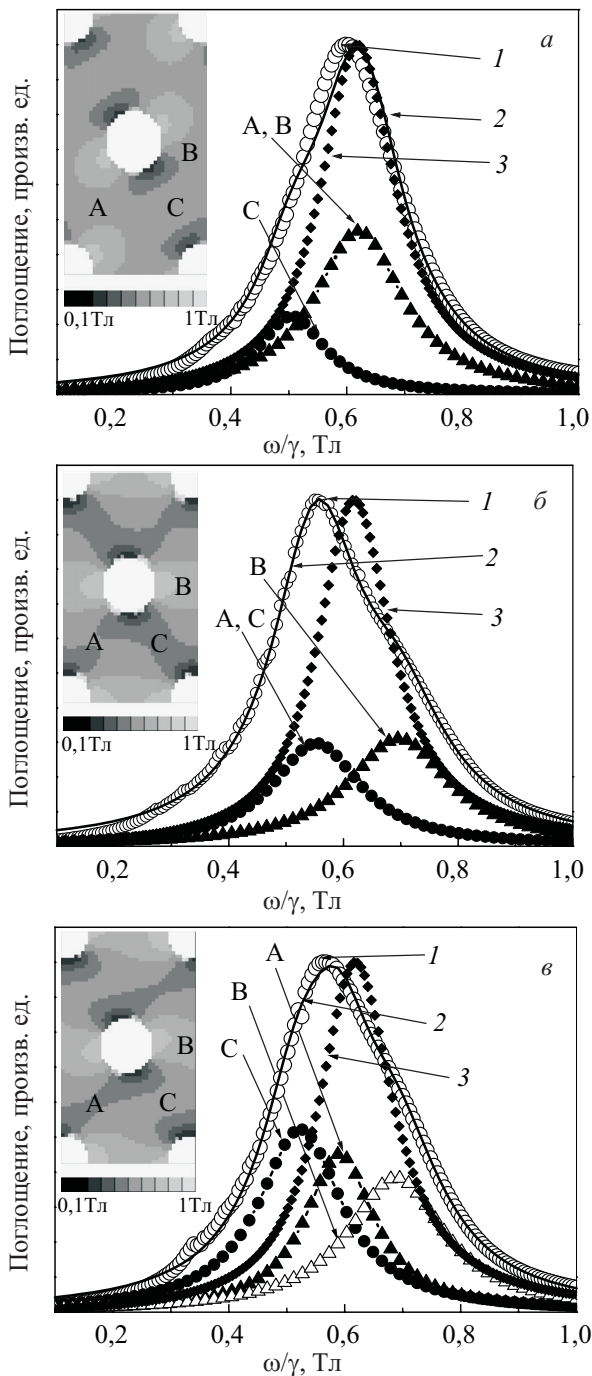 а
Поглощение, произв. ед.
1
2
3
A, B
C
B
A
C
0,1Тл
1Тл
0,2
0,4
0,6
0,8
1,0
ω/γ, Тл
б
Поглощение, произв. ед.
1
2
3
B
A, C
B
A
C
-0,1Тл
1Тл
0,2
0,4
0,6
0,8
1,0
ω/γ, Тл
в
Поглощение, произв. ед.
A
1
B
2
C
3
B
A
C
-0,1Тл
1Тл
0,2
0,4
0,6
0,8
1,0
ω/γ, Тл